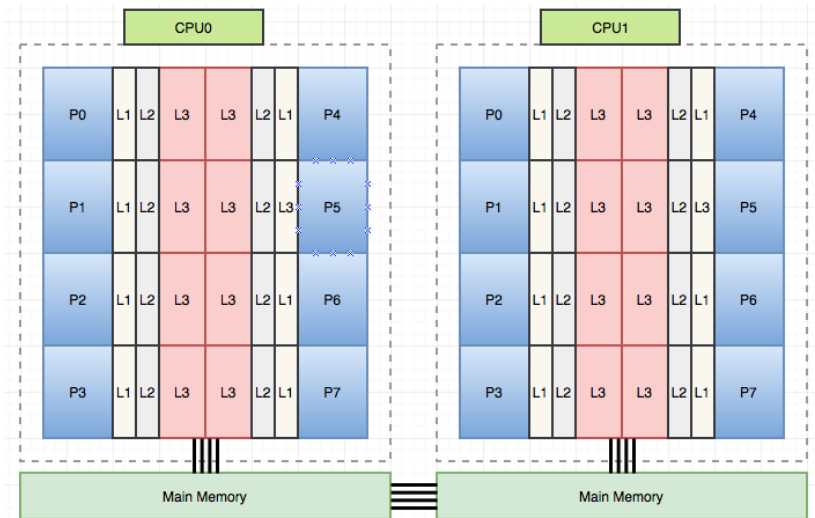 CPU0 CPU1
P0 L1 L2 L3 L3 L2 L1 P4 P0 L1 L2 L3 L3 L2 L1 P4
P1 L1 L2 L3 L3 L2 L3 P5 P1 L1 L2 L3 L3 L2 L3 P5
P2 L1 L2 L3 L3 L2 L1 P6 P2 L1 L2 L3 L3 L2 L1 P6
P3 L1 L2 L3 L3 L2 L1 P7 P3 L1 L2 L3 L3 L2 L1 P7
Main Memory Main Memory